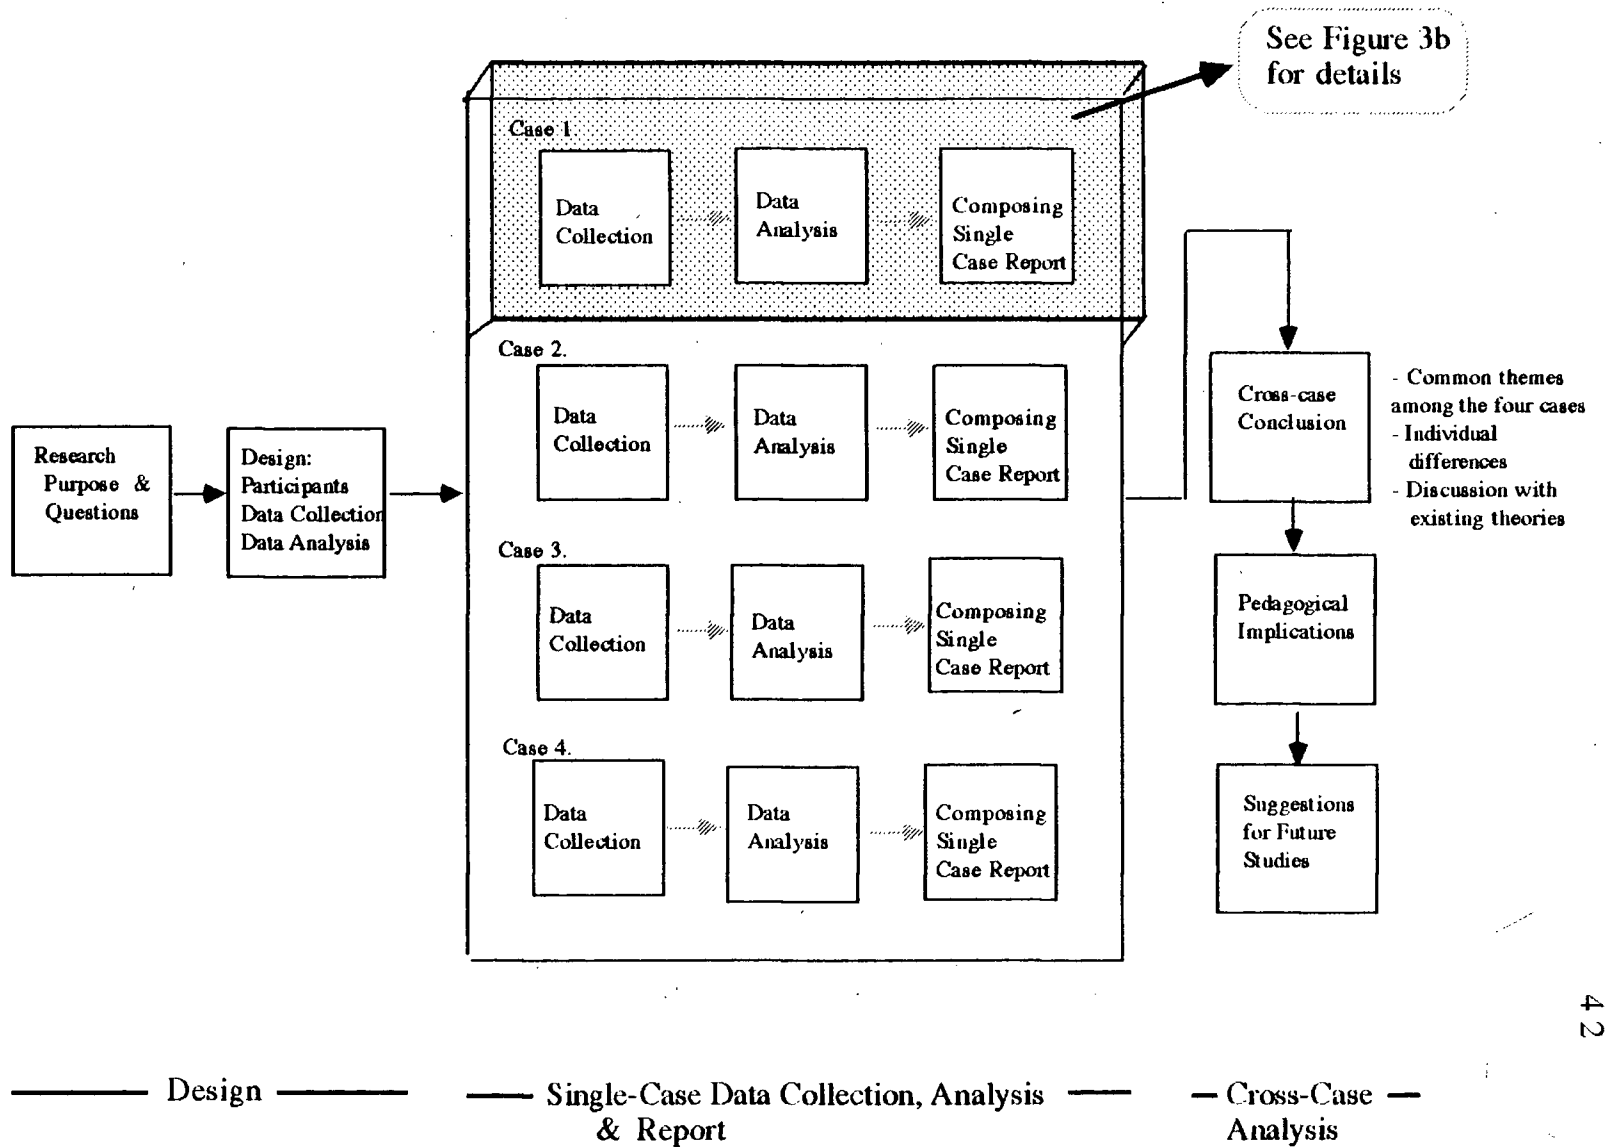 See Figure 3b
for details
Case 1.
Data
Collection
Data
Analysis
Composing
Single
Case Report
Case 2.
Data
Collection
Data
Analysis
Composing
Single
Case Report
Case 3.
Data
Collection
Data
Analysis
Composing
Single
Case Report
Case 4.
Data
Collection
Data
Analysis
Composing
Single
Case Report
Research
Purpose &
Questions
Design:
Participants
Data Collection
Data Analysis
Cross-case
Conclusion
- Common themes
among the four cases
- Individual
differences
- Discussion with
existing theories
Pedagogical
Implications
Suggestions
for Future
Studies
42
Design
Single-Case Data Collection, Analysis
& Report
Cross-Case
Analysis